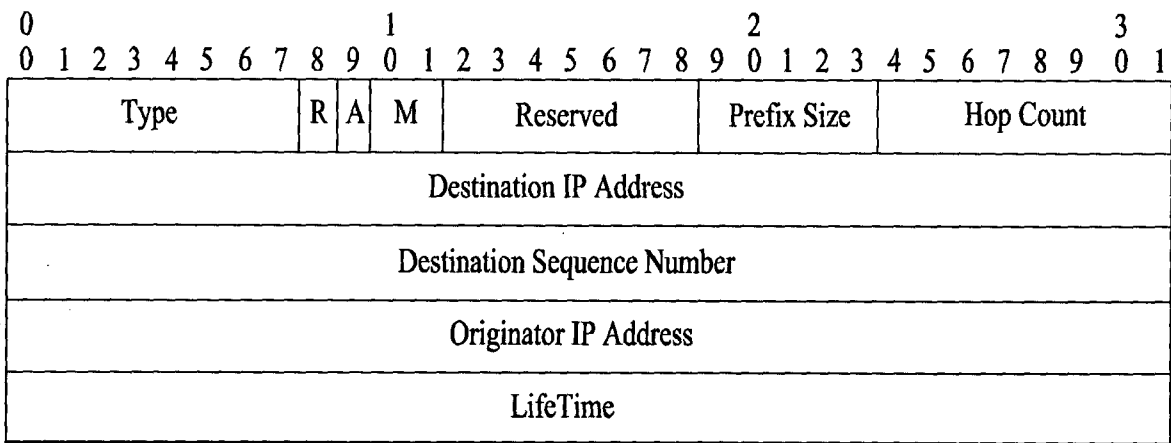 0 1 2 3
0 1 2 3 4 5 6 7 8 9 0 1 2 3 4 5 6 7 8 9 0 1 2 3 4 5 6 7 8 9 0 1
Type R A M Reserved Prefix Size Hop Count
Destination IP Address
Destination Sequence Number
Originator IP Address
LifeTime